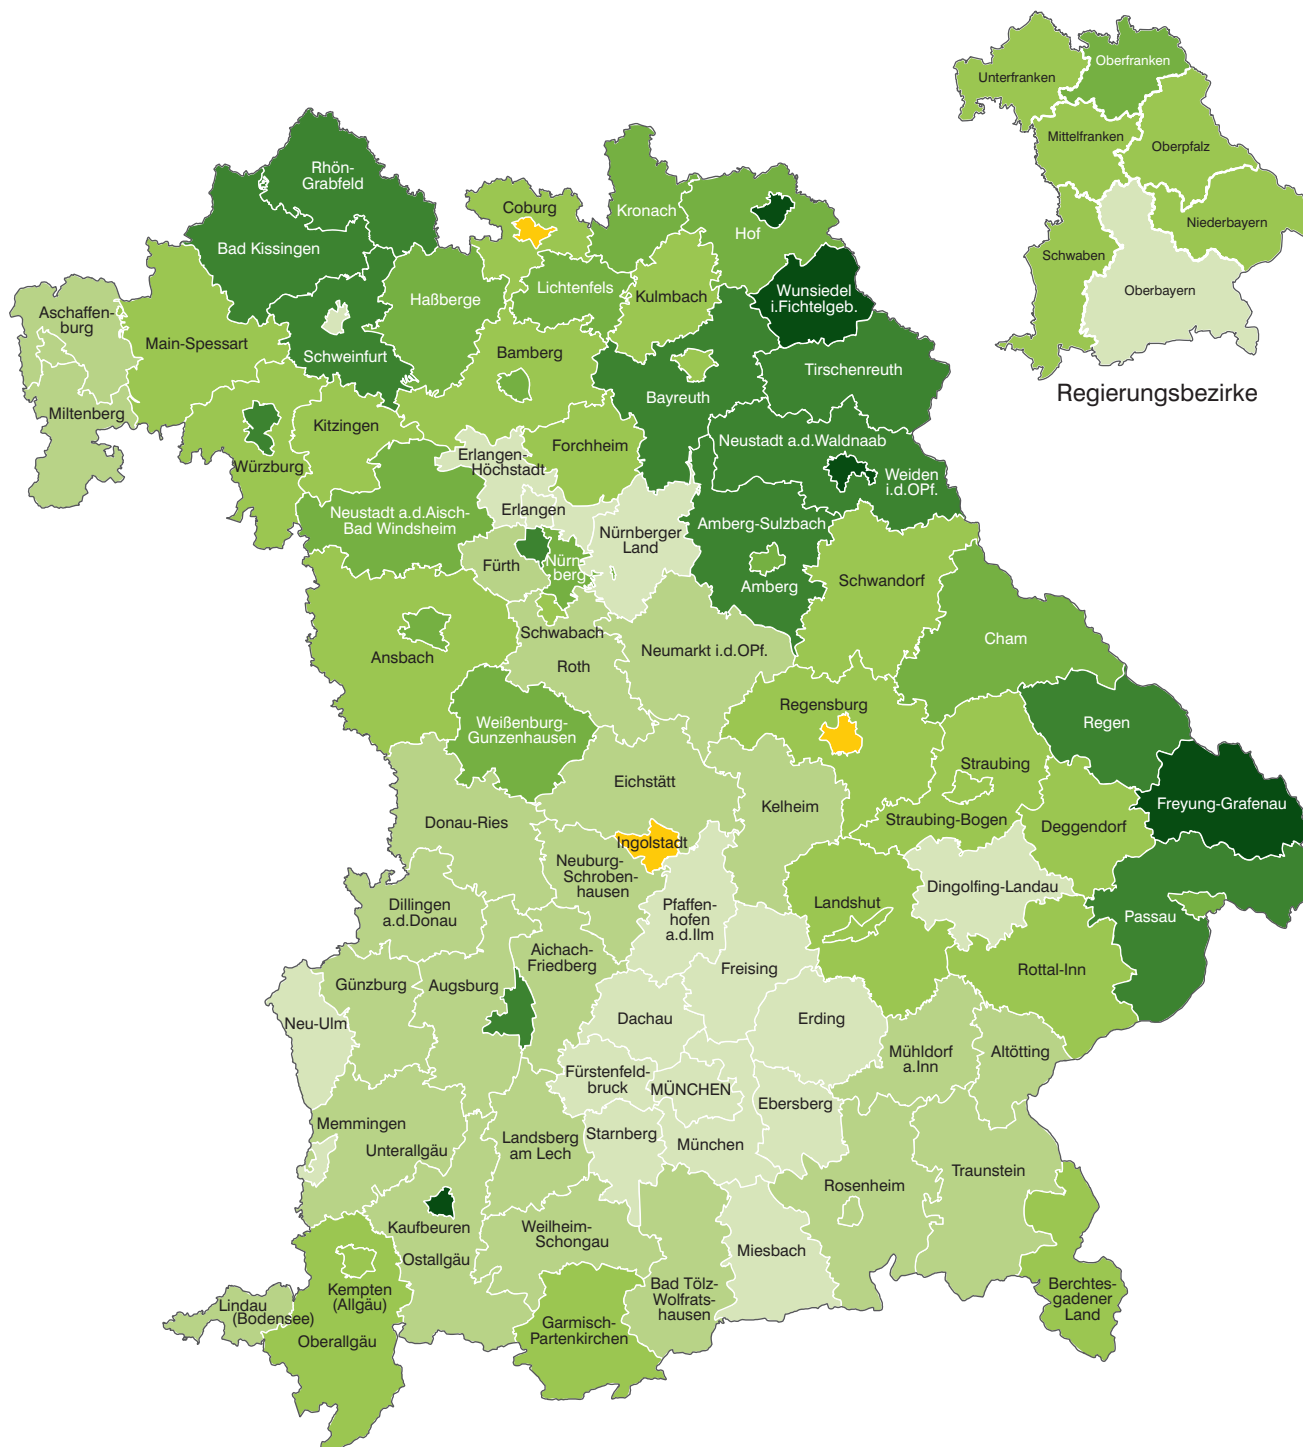 Unterfranken
Oberfranken
Mittelfranken
Oberpfalz
Niederbayern
Schwaben
Oberbayern
Regierungsbezirke
Rhön-
Grabfeld
Bad Kissingen
Coburg
Kronach
Hof
Haßberge
Lichtenfels
Kulmbach
Wunsiedel
i.Fichtelgeb.
Aschaffen-
burg
Main-Spessart
Schweinfurt
Bamberg
Tirschenreuth
Miltenberg
Bayreuth
Kitzingen
Würzburg
Erlangen-
Höchstadt
Forchheim
Neustadt a.d.Waldnaab
Weiden
i.d.OPf.
Neustadt a.d.Aisch-
Bad Windsheim
Erlangen
Nürnberger
Land
Amberg-Sulzbach
Amberg
Fürth
Nürn-
berg
Schwandorf
Ansbach
Schwabach
Roth
Neumarkt i.d.OPf.
Cham
Weißenburg-
Gunzenhausen
Regensburg
Regen
Straubing
Eichstätt
Kelheim
Freyung-Grafenau
Donau-Ries
Straubing-Bogen
Deggendorf
Ingolstadt
Neuburg-
Schroben-
hausen
Dingolfing-Landau
Dillingen
a.d.Donau
Pfaffen-
hofen
a.d.Ilm
Landshut
Passau
Aichach-
Friedberg
Freising
Rottal-Inn
Günzburg
Augsburg
Neu-Ulm
Dachau
Erding
Mühldorf
a.Inn
Altötting
Fürstenfeld-
bruck
MÜNCHEN
Ebersberg
Memmingen
Unterallgäu
Landsberg
am Lech
Starnberg
München
Traunstein
Rosenheim
Kaufbeuren
Weilheim-
Schongau
Ostallgäu
Miesbach
Kempten
(Allgäu)
Bad Tölz-
Wolfrats-
hausen
Berchtes-
gadener
Land
Lindau
(Bodensee)
Oberallgäu
Garmisch-
Partenkirchen